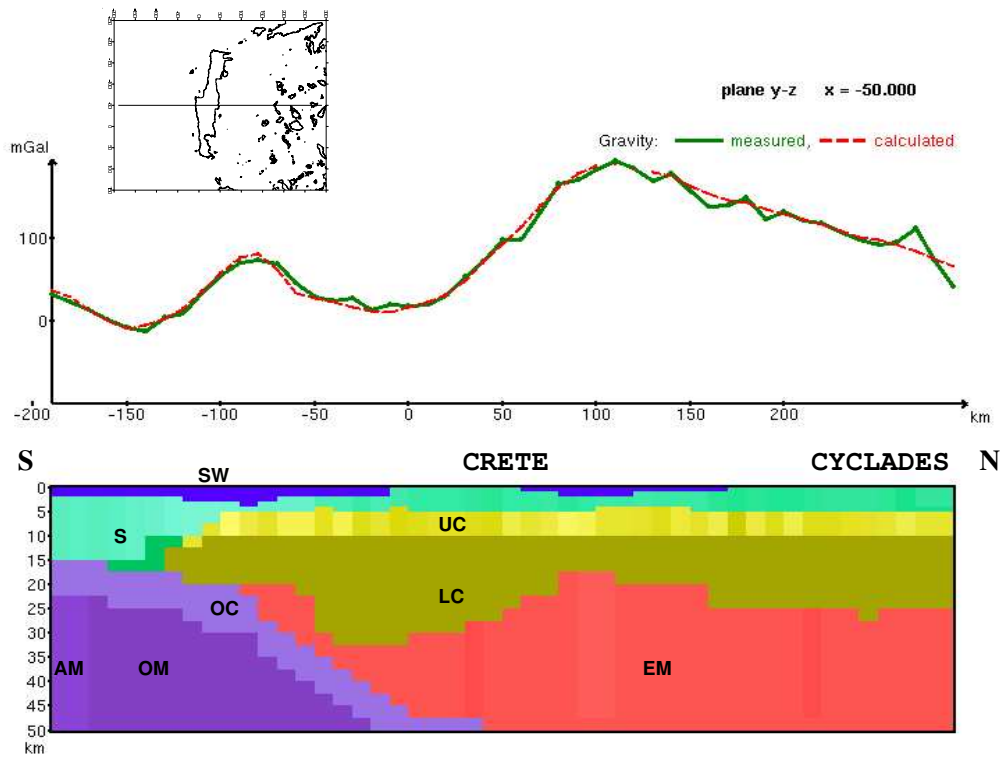 plane y-z x = -50.000
mGal
Gravity: measured, calculated
100
0
-200 -150 -100 -50 0 50 100 150 200
km
S CRETE CYCLADES N
SW
0
5
10
15
20
25
30
35
40
45
50
km
S
UC
LC
OC
AM
OM
EM